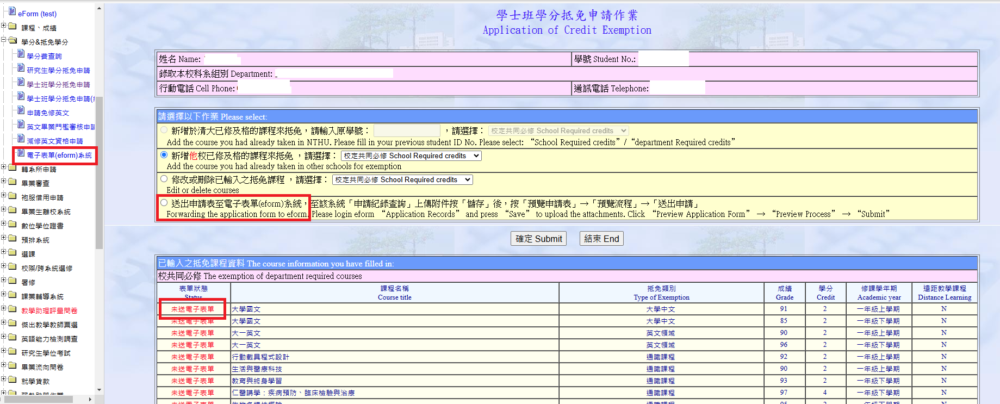 eForm (test)
課程、成績
學分&抵免學分
學分費查詢
研究生學分抵免申請
學士班學分抵免申請
學士班學分抵免申請(
申請免修英文
英文畢業門檻審核申請
減修英文資格申請
電子表單(eform)系統
轉系所申請
畢業審查
袍服借用申請
畢業生離校系統
數位學位證書
預排系統
選課
校際/跨系統選修
暑修
課業輔導系統
教學助理評量問卷
傑出教學教師票選
英語能力檢測調查
研究生學位考試
畢業流向問卷
就學貸款
學士班學分抵免申請作業
Application of Credit Exemption
姓名 Name: 學號 Student No.:
錄取本校科系組別 Department:
行動電話 Cell Phone: 通訊電話 Telephone:
請選擇以下作業 Please select:
新增於清大已修及格的課程來抵免，請輸入原學號： ，請選擇： 校定共同必修 School Required credits
Add the course you had already taken in NTHU. Please fill in your previous student ID No. Please select: “School Required credits” / “department Required credits”
新增他校已修及格的課程來抵免 ，請選擇： 校定共同必修 School Required credits
Add the course you had already taken in other schools for exemption
修改或刪除已輸入之抵免課程 ，請選擇： 校定共同必修 School Required credits
Edit or delete courses
送出申請表至電子表單(eform)系統，至該系統「申請紀錄查詢」上傳附件按「儲存」後，按「預覽申請表」→「預覽流程」→「送出申請」
Forwarding the application form to eform. Please login eform “Application Records” and press “Save” to upload the attachments. Click “Preview Application Form” → “Preview Process” → “Submit”
確定 Submit 結束 End
已輸入之抵免課程資料 The course information you have filled in:
校共同必修 The exemption of department required courses
表單狀態 課程名稱 抵免類別 成績 學分 修課學年期 遠距教學課程
Status Course title Type of Exemption Grade Credit Academic year Distance Learning
未送電子表單 大學國文 大學中文 91 2 一年級上學期 N
未送電子表單 大學國文 大學中文 85 2 一年級下學期 N
未送電子表單 大一英文 英文領域 90 2 一年級上學期 N
未送電子表單 大一英文 英文領域 96 2 一年級下學期 N
未送電子表單 行動載具程式設計 通識課程 92 2 一年級上學期 N
未送電子表單 生活與醫療科技 通識課程 90 2 一年級上學期 N
未送電子表單 教育與終身學習 通識課程 93 2 一年級下學期 N
未送電子表單 仁醫講學：疾病預防、臨床檢驗與治療 通識課程 97 4 一年級下學期 N